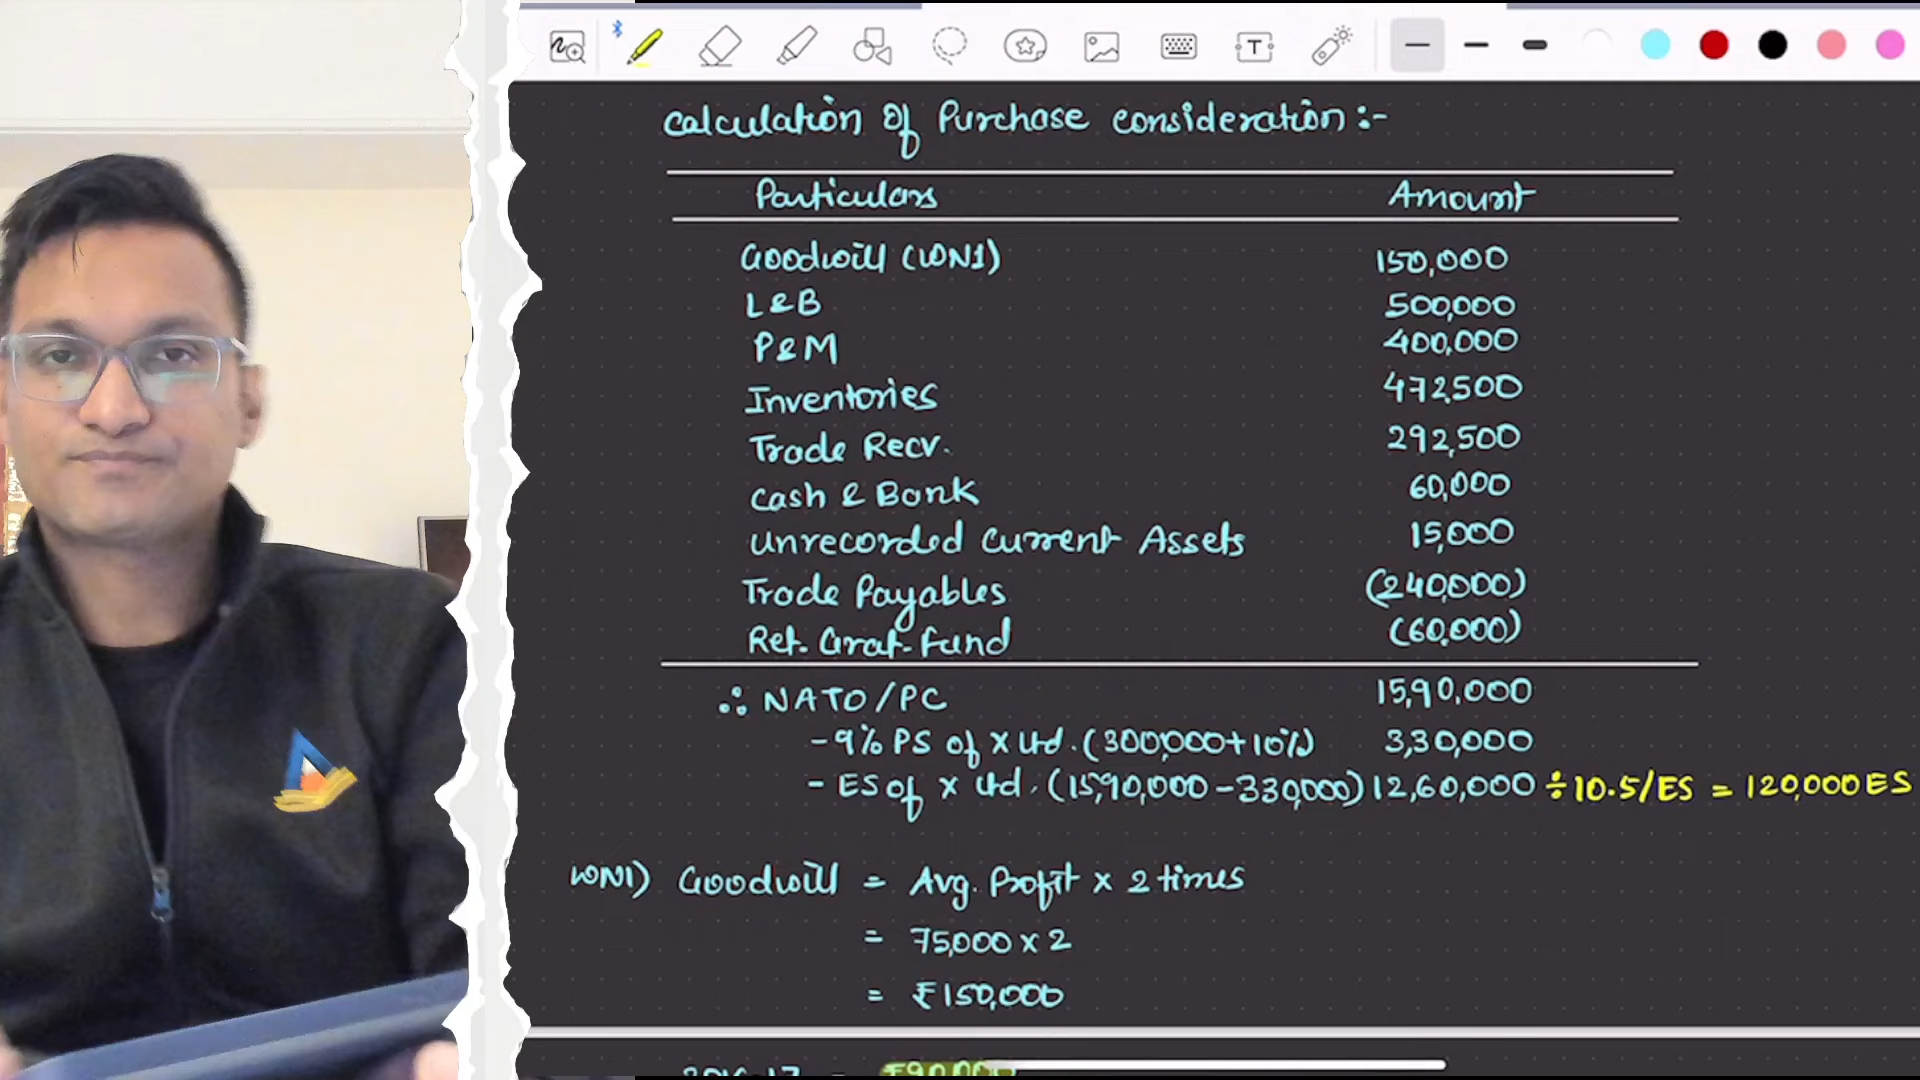 Calculation of Purchase consideration :-
Particulars Amount
Goodwill (WN1) 150,000
L&B 500,000
P&M 400,000
Inventories 472,500
Trade Recv. 292,500
Cash & Bank 60,000
Unrecorded Current Assets 15,000
Trade Payables (240,000)
Ret. Grat. Fund (60,000)
∴ NATO/PC 15,90,000
- 9% PS of X Ltd. (300,000+10%) 3,30,000
- ES of X Ltd. (15,90,000-330,000) 12,60,000 ÷10.5/ES = 120,000 ES
WN1) Goodwill = Avg. Profit x 2 times
= 75,000 x 2
= ₹150,000